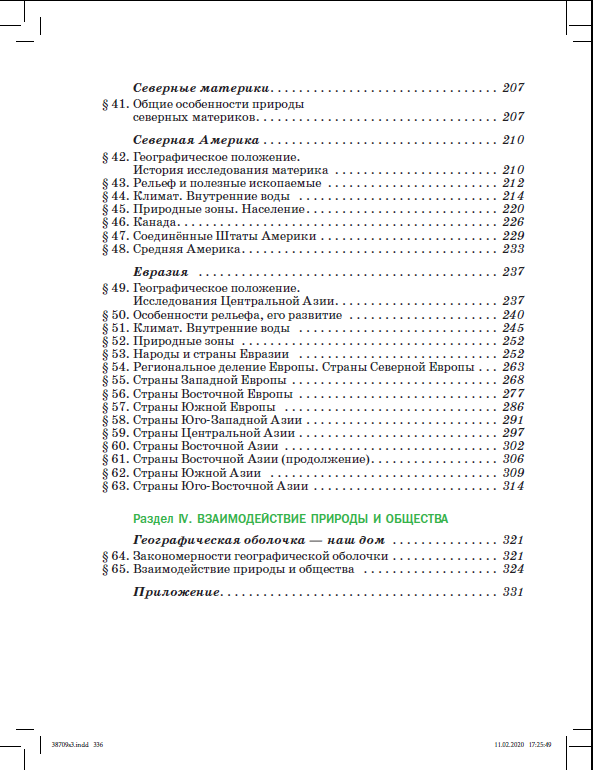 Северные материки. . . . . . . . . . . . . . . . . . . . . . . . . . . . . . . . 207
§ 41. Общие особенности природы
северных материков. . . . . . . . . . . . . . . . . . . . . . . . . . . . . . . . . . 207
Северная Америка . . . . . . . . . . . . . . . . . . . . . . . . . . . . . . . . . 210
§ 42. Географическое положение.
История исследования материка . . . . . . . . . . . . . . . . . . . . . . . 210
§ 43. Рельеф и полезные ископаемые . . . . . . . . . . . . . . . . . . . . . . . . 212
§ 44. Климат. Внутренние воды . . . . . . . . . . . . . . . . . . . . . . . . . . . . 214
§ 45. Природные зоны. Население . . . . . . . . . . . . . . . . . . . . . . . . . . . 220
§ 46. Канада. . . . . . . . . . . . . . . . . . . . . . . . . . . . . . . . . . . . . . . . . . . . . 226
§ 47. Соединённые Штаты Америки . . . . . . . . . . . . . . . . . . . . . . . . . 229
§ 48. Средняя Америка. . . . . . . . . . . . . . . . . . . . . . . . . . . . . . . . . . . . 233
Евразия . . . . . . . . . . . . . . . . . . . . . . . . . . . . . . . . . . . . . . . . . . 237
§ 49. Географическое положение.
Исследования Центральной Азии. . . . . . . . . . . . . . . . . . . . . . . 237
§ 50. Особенности рельефа, его развитие . . . . . . . . . . . . . . . . . . . . . 240
§ 51. Климат. Внутренние воды . . . . . . . . . . . . . . . . . . . . . . . . . . . . 245
§ 52. Природные зоны . . . . . . . . . . . . . . . . . . . . . . . . . . . . . . . . . . . . 252
§ 53. Народы и страны Евразии . . . . . . . . . . . . . . . . . . . . . . . . . . . . 252
§ 54. Региональное деление Европы. Страны Северной Европы . . . 263
§ 55. Страны Западной Европы . . . . . . . . . . . . . . . . . . . . . . . . . . . . . 268
§ 56. Страны Восточной Европы . . . . . . . . . . . . . . . . . . . . . . . . . . . . 277
§ 57. Страны Южной Европы . . . . . . . . . . . . . . . . . . . . . . . . . . . . . . 286
§ 58. Страны Юго-Западной Азии . . . . . . . . . . . . . . . . . . . . . . . . . . . 291
§ 59. Страны Центральной Азии . . . . . . . . . . . . . . . . . . . . . . . . . . . . 297
§ 60. Страны Восточной Азии . . . . . . . . . . . . . . . . . . . . . . . . . . . . . . 302
§ 61. Страны Восточной Азии (продолжение). . . . . . . . . . . . . . . . . . 306
§ 62. Страны Южной Азии . . . . . . . . . . . . . . . . . . . . . . . . . . . . . . . . 309
§ 63. Страны Юго-Восточной Азии . . . . . . . . . . . . . . . . . . . . . . . . . . 314
Раздел IV. ВЗАИМОДЕЙСТВИЕ ПРИРОДЫ И ОБЩЕСТВА
Географическая оболочка — наш дом . . . . . . . . . . . . . . . 321
§ 64. Закономерности географической оболочки . . . . . . . . . . . . . . . 321
§ 65. Взаимодействие природы и общества . . . . . . . . . . . . . . . . . . . 324
Приложение. . . . . . . . . . . . . . . . . . . . . . . . . . . . . . . . . . . . . . . 331
38709s3.indd 336
11.02.2020 17:25:49